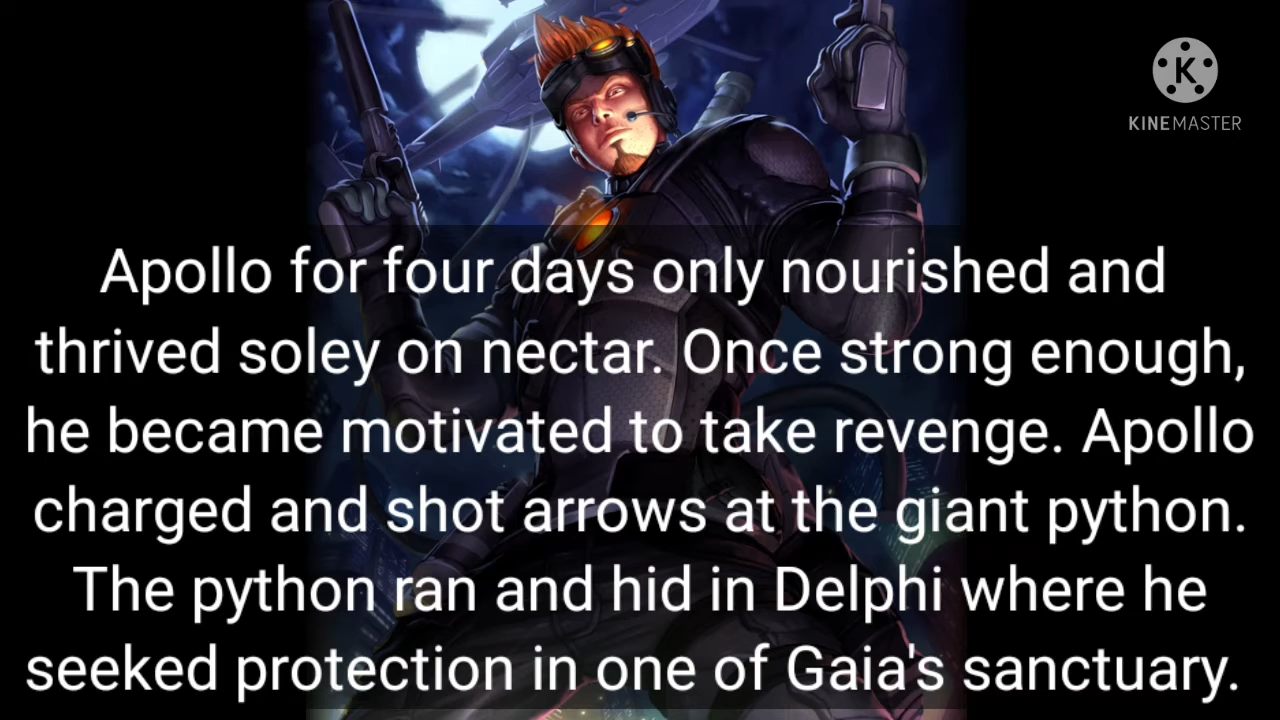 K
KINEMASTER
Apollo for four days only nourished and
thrived soley on nectar. Once strong enough,
he became motivated to take revenge. Apollo
charged and shot arrows at the giant python.
The python ran and hid in Delphi where he
seeked protection in one of Gaia's sanctuary.